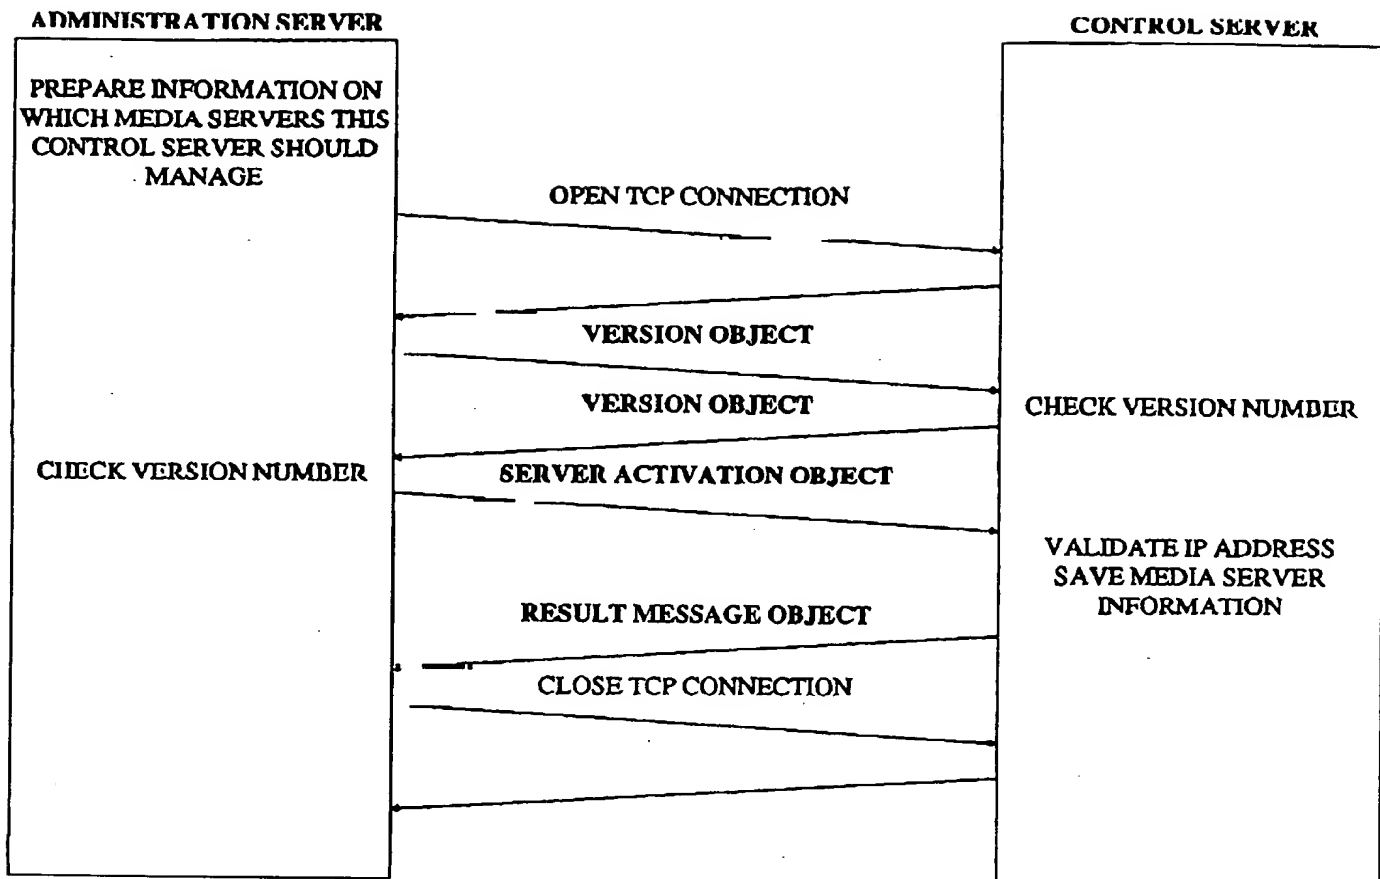 ADMINISTRATION SERVER
CONTROL SERVER
PREPARE INFORMATION ON
WHICH MEDIA SERVERS THIS
CONTROL SERVER SHOULD
MANAGE
OPEN TCP CONNECTION
VERSION OBJECT
VERSION OBJECT
CHECK VERSION NUMBER
CHECK VERSION NUMBER
SERVER ACTIVATION OBJECT
VALIDATE IP ADDRESS
SAVE MEDIA SERVER
INFORMATION
RESULT MESSAGE OBJECT
CLOSE TCP CONNECTION